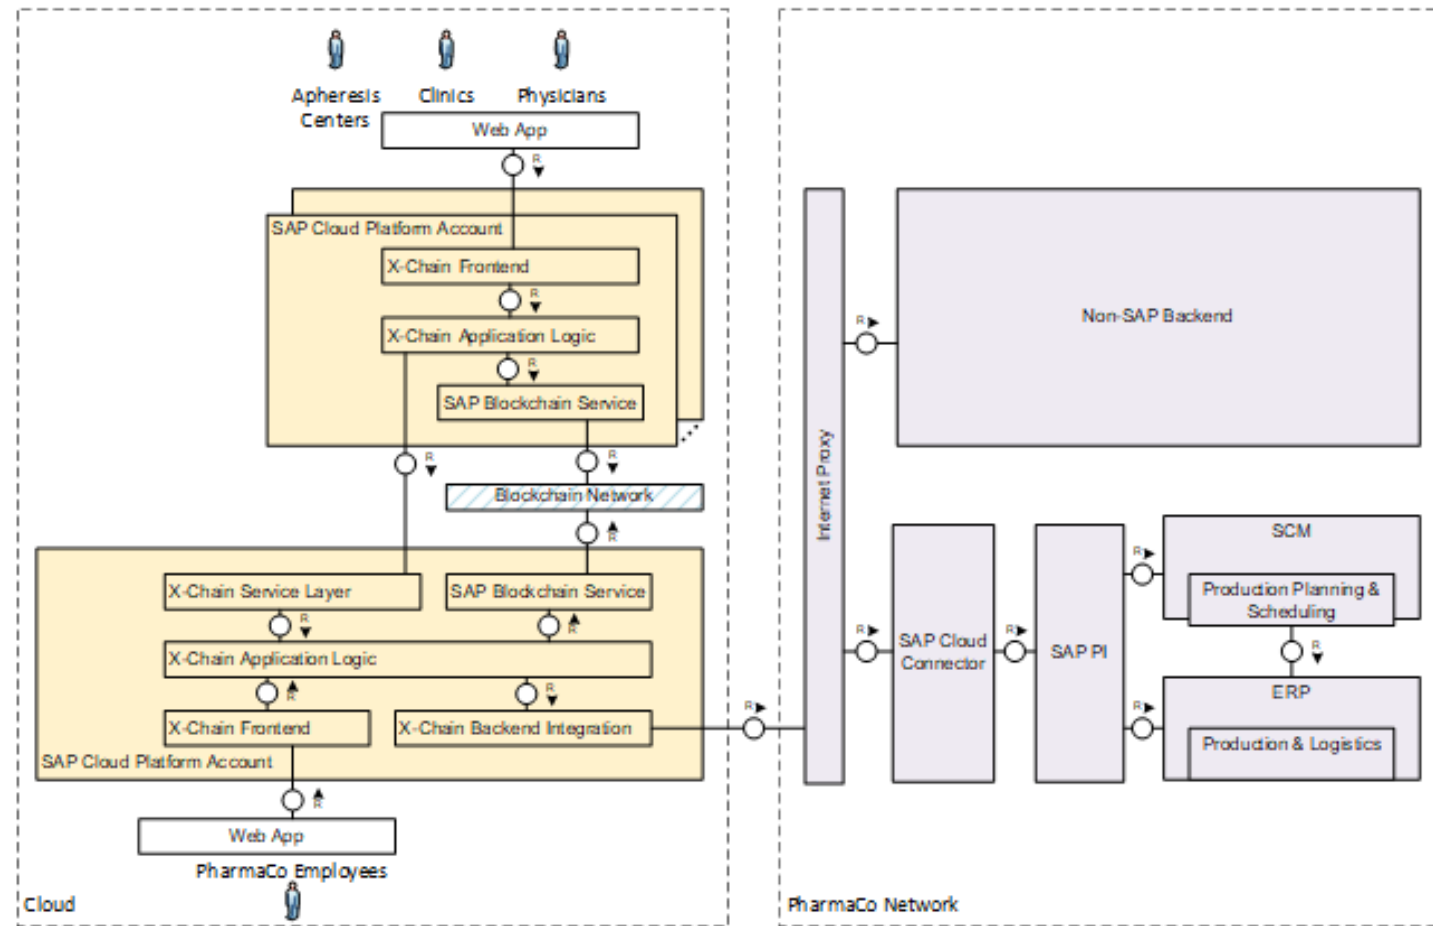 Apheresis
Centers
Clinics
Physicians
Web App
R
SAP Cloud Platform Account
X-Chain Frontend
R
X-Chain Application Logic
R
SAP Blockchain Service
R
R
Blockchain Network
R
X-Chain Service Layer
SAP Blockchain Service
R
R
X-Chain Application Logic
R
R
X-Chain Frontend
X-Chain Backend Integration
SAP Cloud Platform Account
R
Web App
PharmaCo Employees
Cloud
R
Internet Proxy
R
Non-SAP Backend
R
SAP Cloud
Connector
R
SAP PI
R
SCM
Production Planning &
Scheduling
R
R
ERP
Production & Logistics
PharmaCo Network